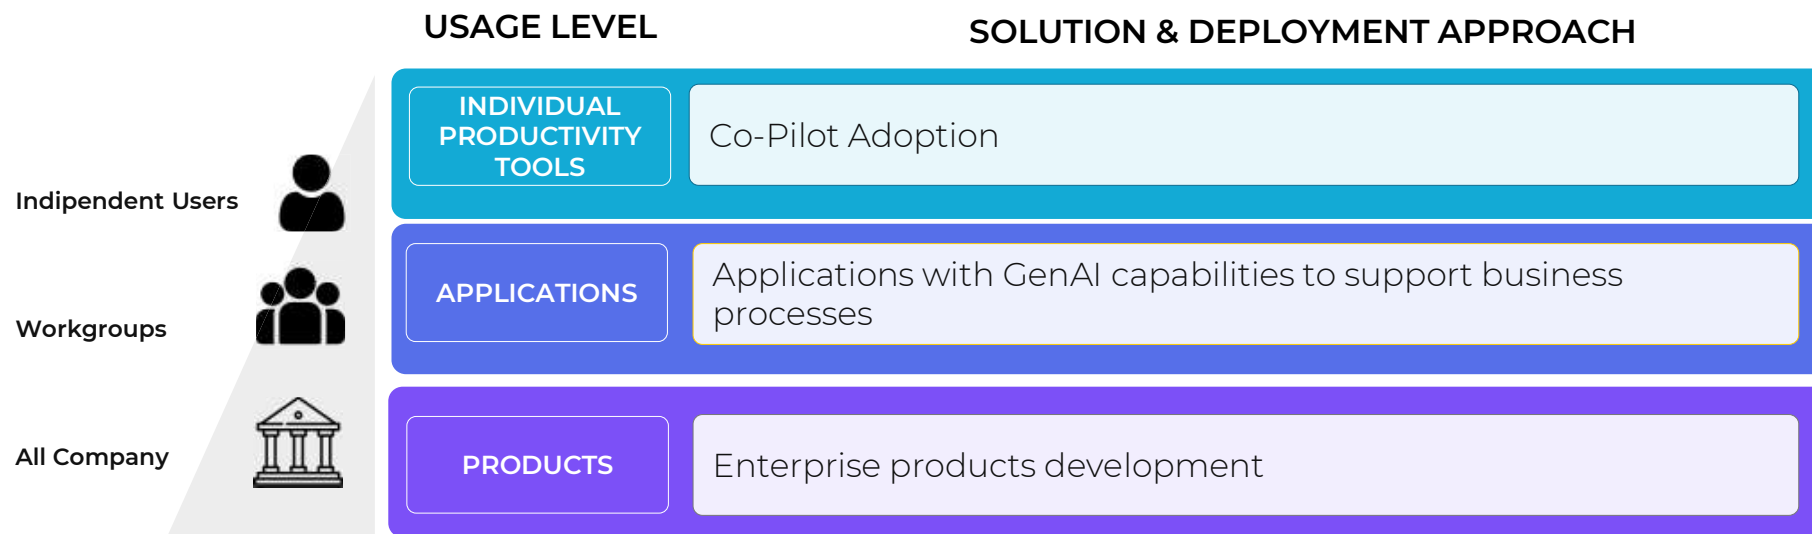 USAGE LEVEL
SOLUTION & DEPLOYMENT APPROACH
INDIVIDUAL
PRODUCTIVITY
TOOLS
Co-Pilot Adoption
Indipendent Users
APPLICATIONS
Applications with GenAI capabilities to support business
processes
Workgroups
PRODUCTS
Enterprise products development
All Company